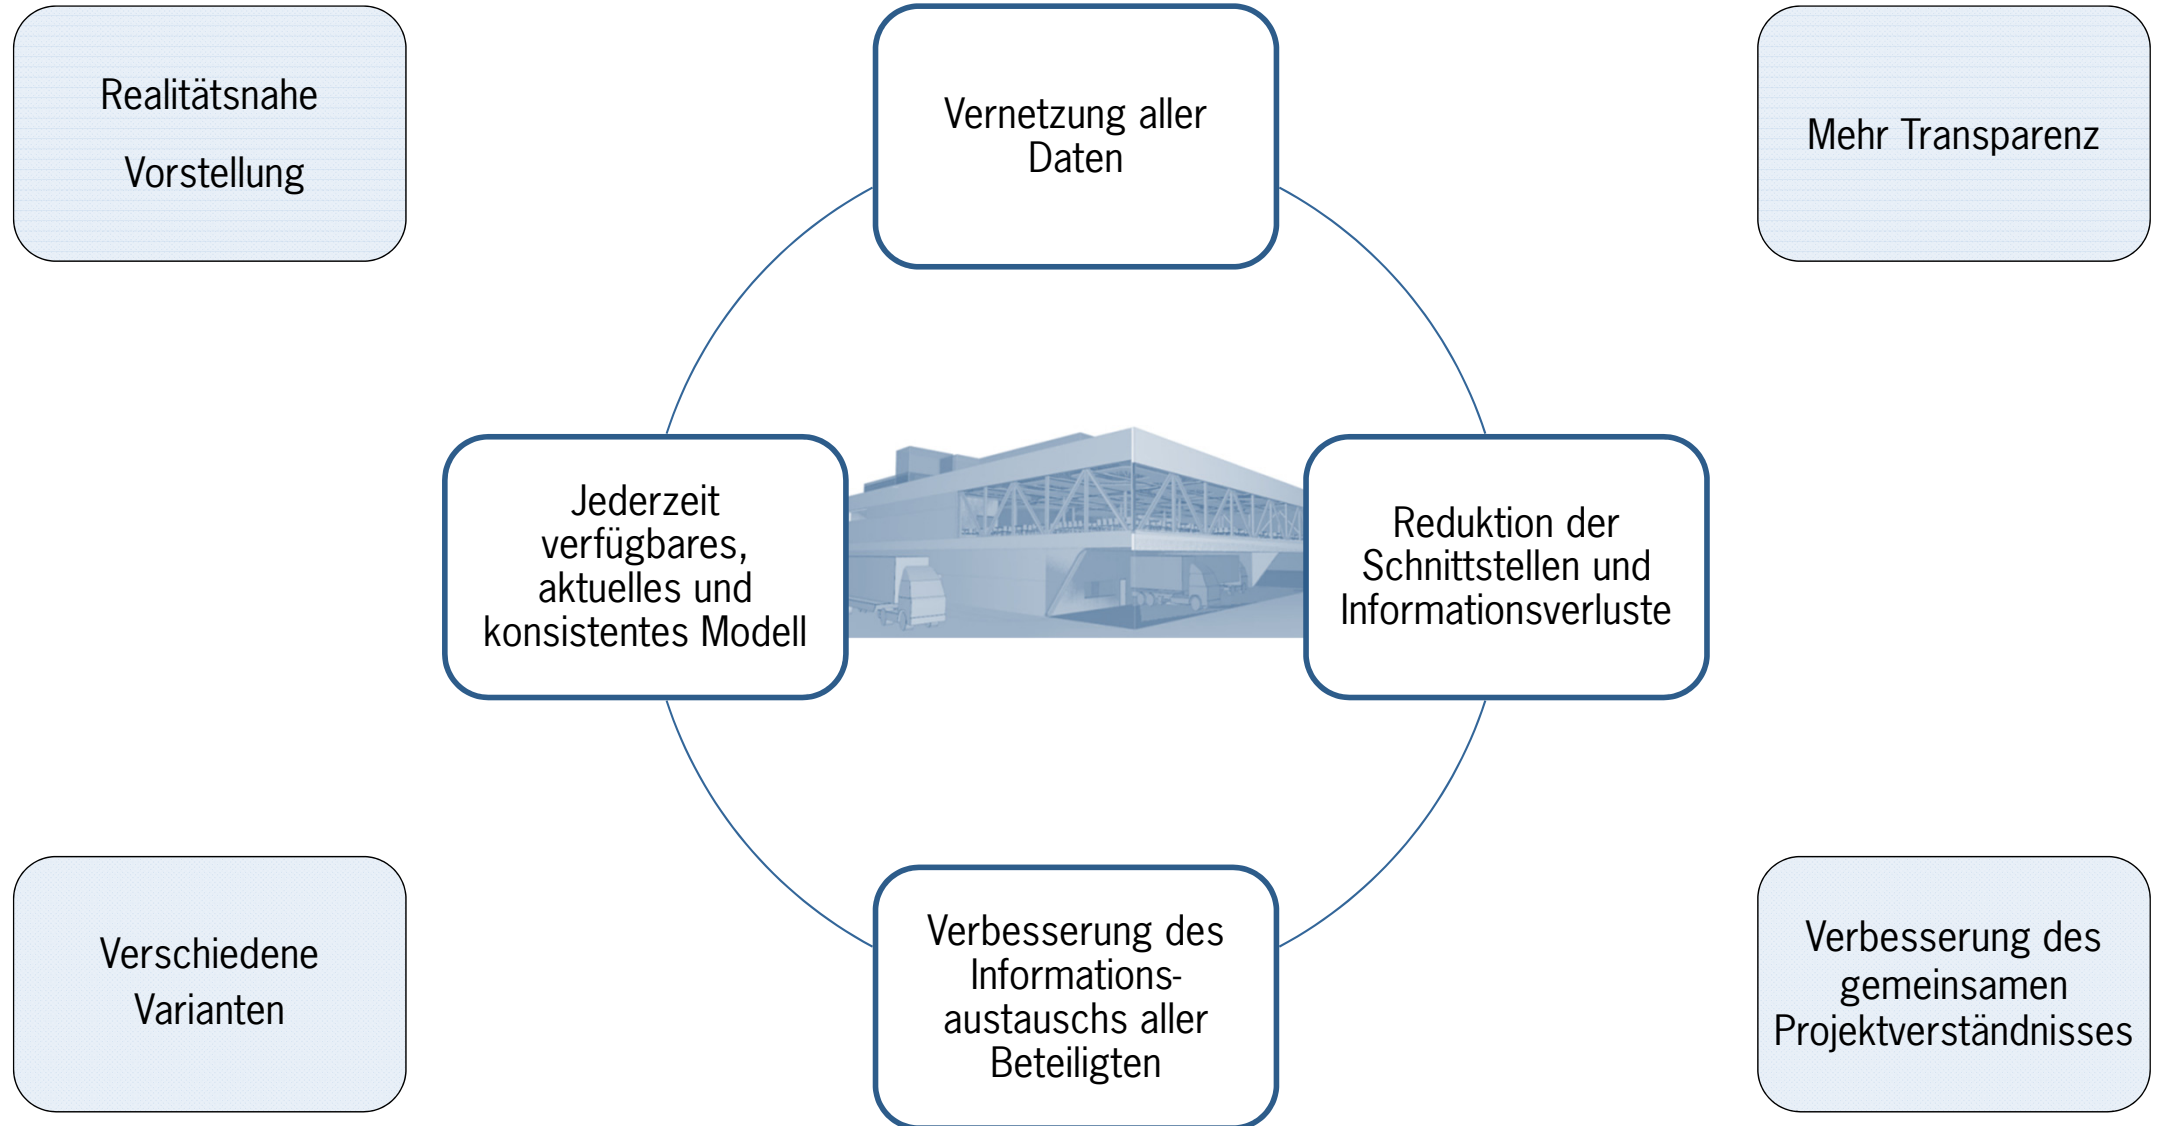 Realitätsnahe
Vorstellung
Vernetzung aller
Daten
Mehr Transparenz
Jederzeit
verfügbares,
aktuelles und
konsistentes Modell
Reduktion der
Schnittstellen und
Informationsverluste
Verschiedene
Varianten
Verbesserung des
Informations-
austauschs aller
Beteiligten
Verbesserung des
gemeinsamen
Projektverständnisses